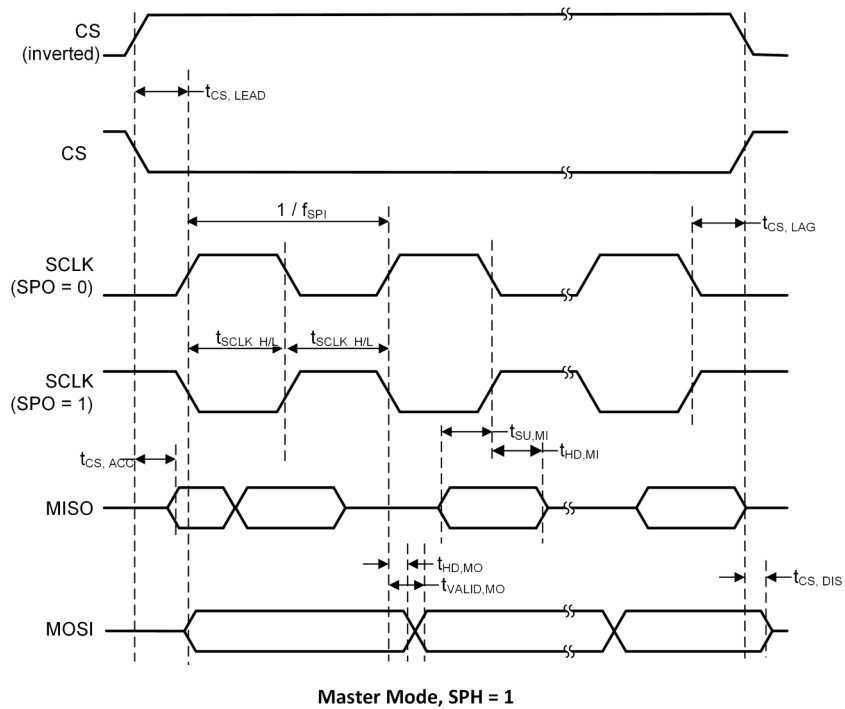 CS
(inverted)
tCS, LEAD
CS
1 / fSPI
tCS, LAG
SCLK
(SPO = 0)
tSCLK_H/L
tSCLK_H/L
SCLK
(SPO = 1)
tSU,MI
tHD,MI
tCS, ACC
MISO
tHD,MO
tVALID,MO
tCS, DIS
MOSI
Master Mode, SPH = 1